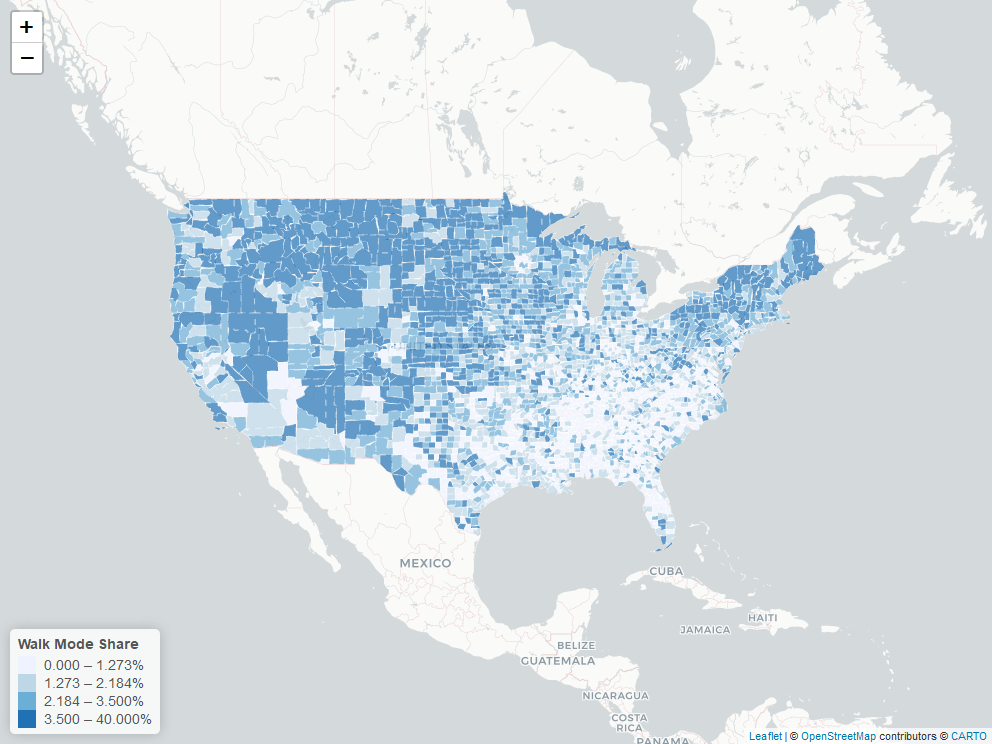 +
−
MEXICO
CUBA
HAITI
JAMAICA
BELIZE
GUATEMALA
NICARAGUA
COSTA
RICA
PANAMA
Walk Mode Share
0.000 – 1.273%
1.273 – 2.184%
2.184 – 3.500%
3.500 – 40.000%
Leaflet | © OpenStreetMap contributors © CARTO